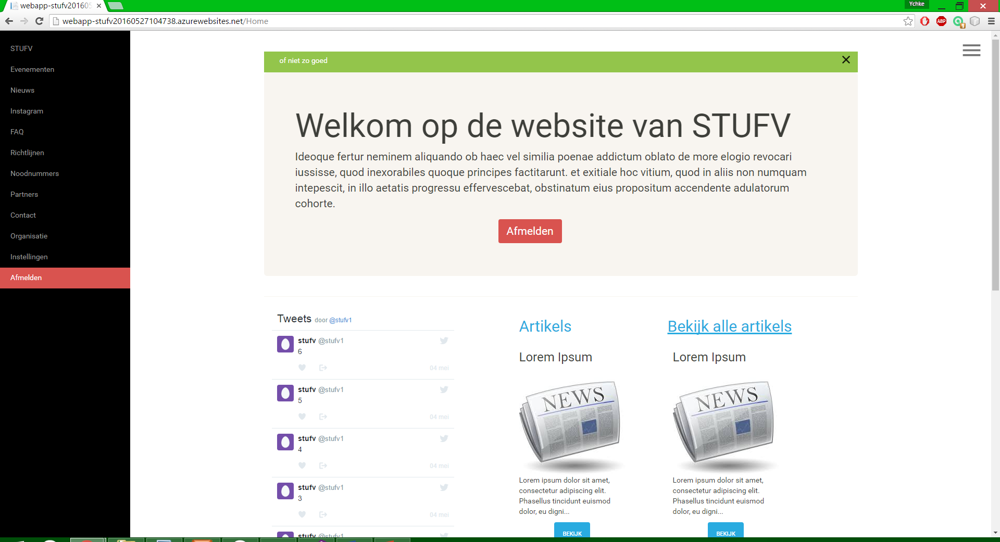 webapp-stufv201605
Ychke
webapp-stufv20160527104738.azurewebsites.net/Home
ABP
1
STUFV
Evenementen
Nieuws
Instagram
FAQ
Richtlijnen
Noodnummers
Partners
Contact
Organisatie
Instellingen
Afmelden
of niet zo goed
Welkom op de website van STUFV
Ideoque fertur neminem aliquando ob haec vel similia poenae addictum oblato de more elogio revocari
iussisse, quod inexorabiles quoque principes factitarunt. et exitiale hoc vitium, quod in aliis non numquam
intepescit, in illo aetatis progressu effervescebat, obstinatum eius propositum accendente adulatorum
cohorte.
Afmelden
Tweets door @stufv1
stufv @stufv1
6
04 mei
stufv @stufv1
5
04 mei
stufv @stufv1
4
04 mei
stufv @stufv1
3
04 mei
stufv @stufv1
Artikels
Bekijk alle artikels
Lorem Ipsum
NEWS
Lorem ipsum dolor sit amet,
consectetur adipiscing elit.
Phasellus tincidunt euismod
dolor, eu digni...
BEKIJK
Lorem Ipsum
NEWS
Lorem ipsum dolor sit amet,
consectetur adipiscing elit.
Phasellus tincidunt euismod
dolor, eu digni...
BEKIJK